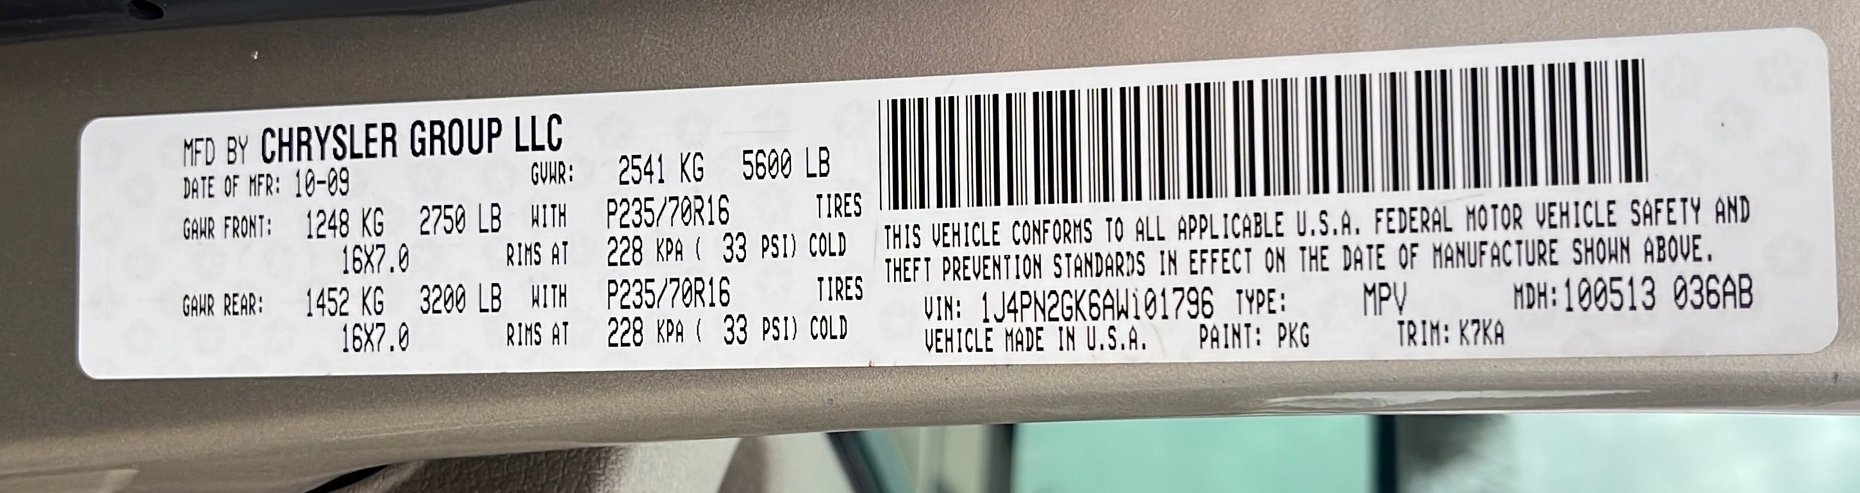 MFD BY CHRYSLER GROUP LLC
DATE OF MFR: 10-09 GVWR: 2541 KG 5600 LB
GAWR FRONT: 1248 KG 2750 LB WITH P235/70R16 TIRES
16X7.0 RIMS AT 228 KPA ( 33 PSI) COLD
GAWR REAR: 1452 KG 3200 LB WITH P235/70R16 TIRES
16X7.0 RIMS AT 228 KPA ( 33 PSI) COLD
THIS VEHICLE CONFORMS TO ALL APPLICABLE U.S.A. FEDERAL MOTOR VEHICLE SAFETY AND
THEFT PREVENTION STANDARDS IN EFFECT ON THE DATE OF MANUFACTURE SHOWN ABOVE.
VIN: 1J4PN2GK6AW101796 TYPE: MPV MDH:100513 036AB
VEHICLE MADE IN U.S.A. PAINT: PKG TRIM: K7KA